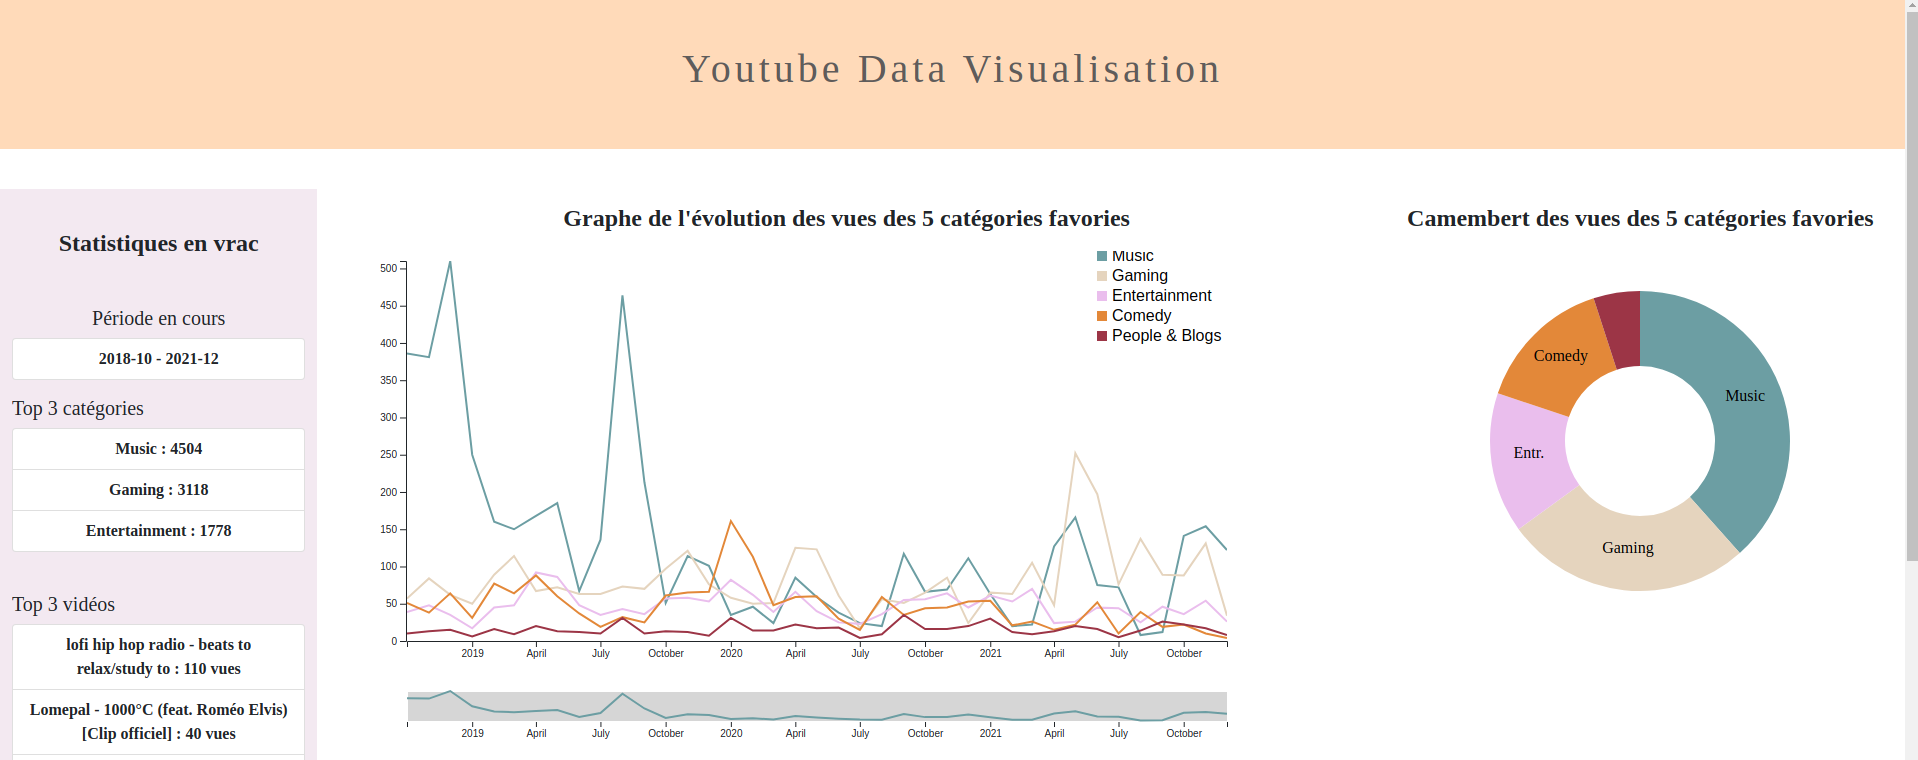 Youtube Data Visualisation
Statistiques en vrac
Période en cours
2018-10 - 2021-12
Top 3 catégories
Music : 4504
Gaming : 3118
Entertainment : 1778
Top 3 vidéos
lofi hip hop radio - beats to
relax/study to : 110 vues
Lomepal - 1000°C (feat. Roméo Elvis)
[Clip officiel] : 40 vues
Graphe de l'évolution des vues des 5 catégories favories
Music
Gaming
Entertainment
Comedy
People & Blogs
500
450
400
350
300
250
200
150
100
50
0
2019 April July October 2020 April July October 2021 April July October
2019 April July October 2020 April July October 2021 April July October
Camembert des vues des 5 catégories favories
Comedy
Music
Entr.
Gaming